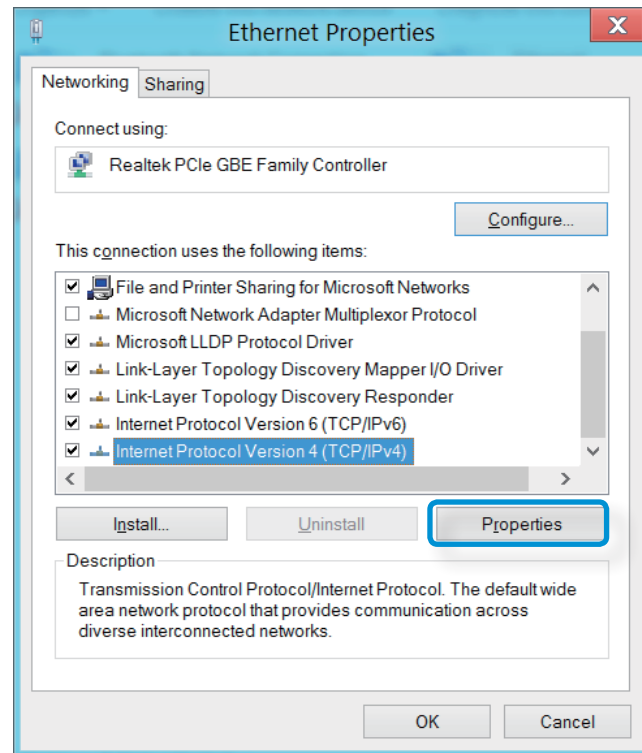 Ethernet Properties
X
Networking
Sharing
Connect using:
Realtek PCIe GBE Family Controller
Configure...
This connection uses the following items:
File and Printer Sharing for Microsoft Networks
Microsoft Network Adapter Multiplexor Protocol
Microsoft LLDP Protocol Driver
Link-Layer Topology Discovery Mapper I/O Driver
Link-Layer Topology Discovery Responder
Internet Protocol Version 6 (TCP/IPv6)
Internet Protocol Version 4 (TCP/IPv4)
Install...
Uninstall
Properties
Description
Transmission Control Protocol/Internet Protocol. The default wide
area network protocol that provides communication across
diverse interconnected networks.
OK
Cancel